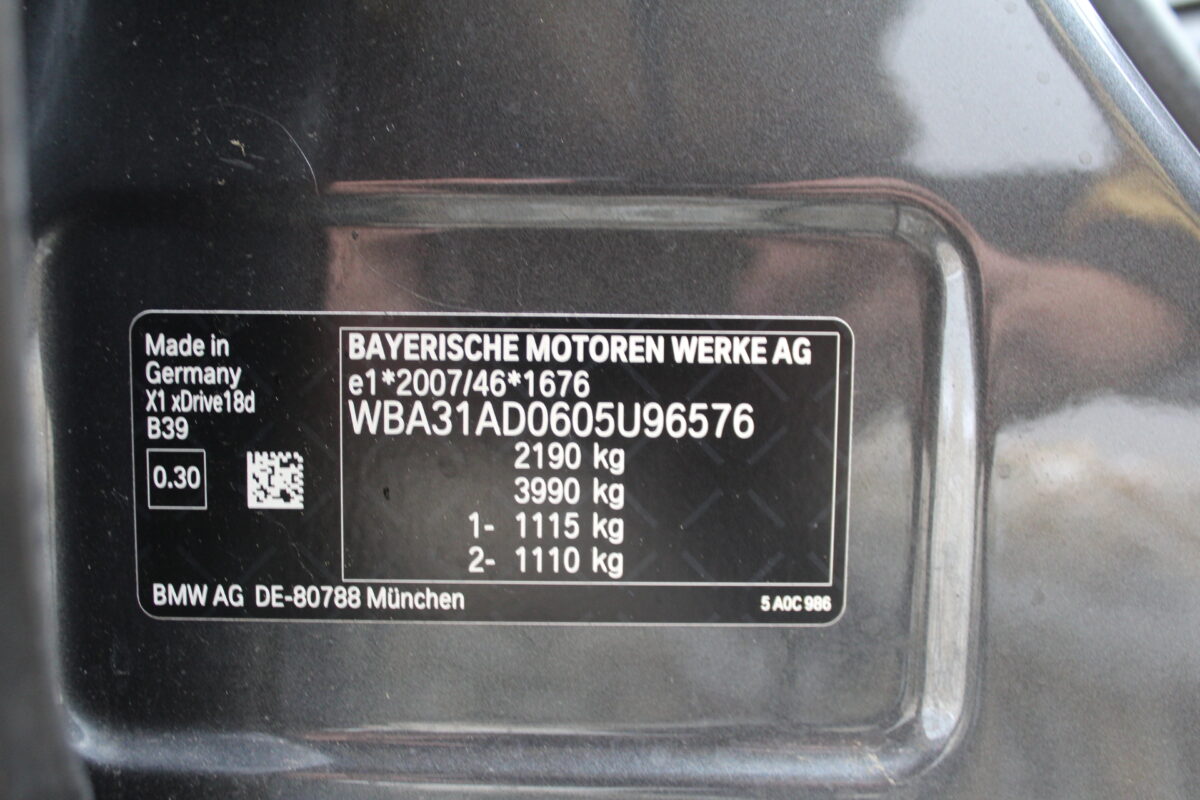 Made in
Germany
X1 xDrive18d
B39
0.30
BAYERISCHE MOTOREN WERKE AG
e1*2007/46*1676
WBA31AD0605U96576
2190 kg
3990 kg
1- 1115 kg
2- 1110 kg
BMW AG DE-80788 München
5 A0C 986